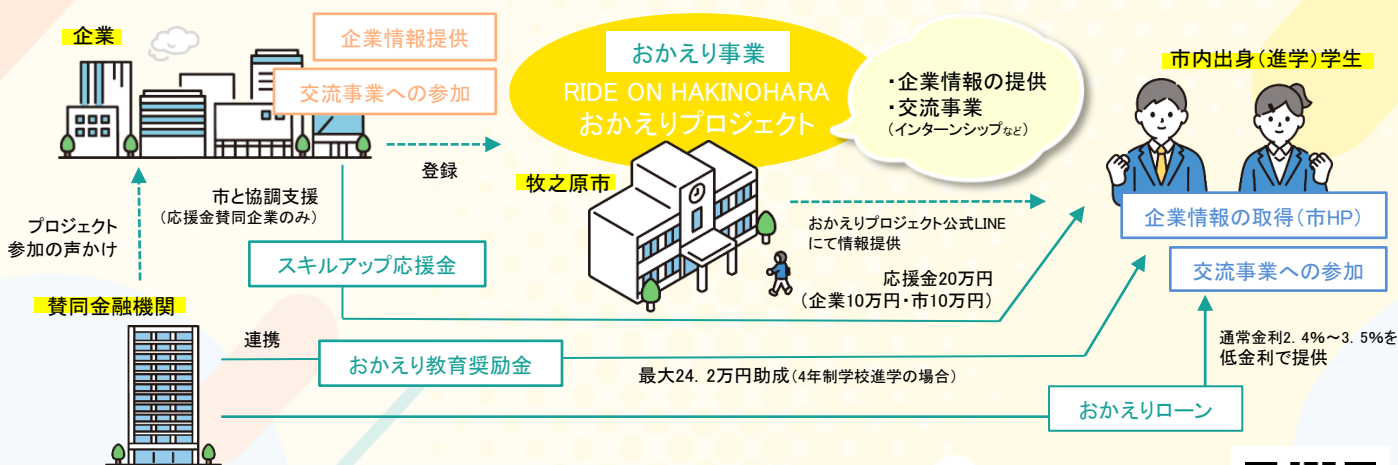 企業
企業情報提供
交流事業への参加
おかえり事業
RIDE ON HAKINOHARA
おかえりプロジェクト
・企業情報の提供
・交流事業
（インターンシップなど）
市内出身（進学）学生
登録
牧之原市
市と協調支援
（応援金賛同企業のみ）
プロジェクト
参加の声かけ
おかえりプロジェクト公式LINE
にて情報提供
企業情報の取得（市HP）
交流事業への参加
スキルアップ応援金
応援金20万円
（企業10万円・市10万円）
賛同金融機関
連携
おかえり教育奨励金
最大24．2万円助成（4年制学校進学の場合）
通常金利2．4%～3．5%を
低金利で提供
おかえりローン